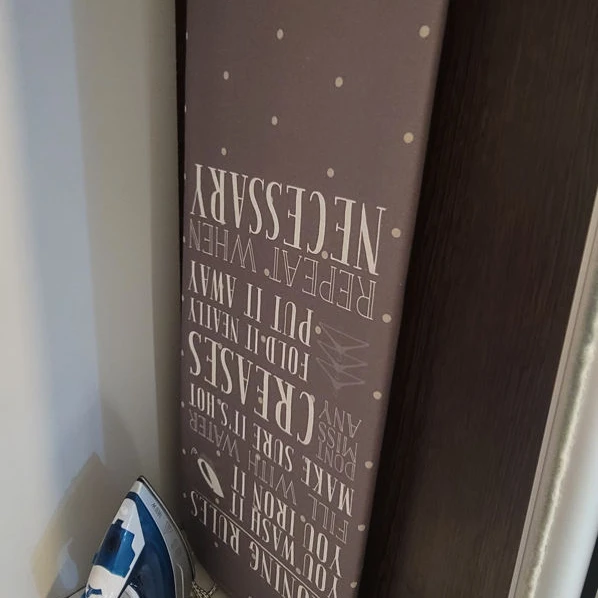 IRONING RULES
YOU WASH IT
YOU IRON IT
FILL WITH WATER
MAKE SURE IT'S HOT
DONT MISS ANY
CREASES
FOLD IT NEATLY
PUT IT AWAY
REPEAT WHEN
NECESSARY